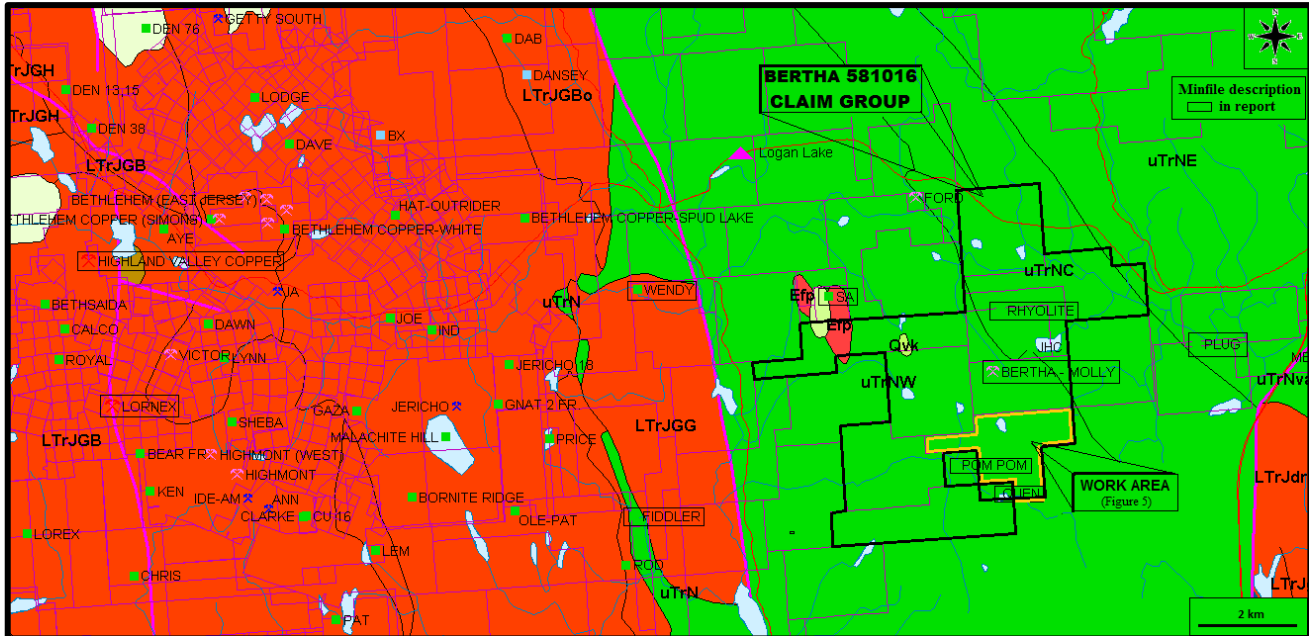 GETTY SOUTH
DEN 76
DAB
DANSEY
LTrJGBo
BERTHA 581016
CLAIM GROUP
Minfile description
in report
rJGH
DEN 13,15
LODGE
TrJGH
DEN 38
BX
DAVE
LTrJGB
Logan Lake
uTrNE
BETHLEHEM (EAST JERSEY)
FORD
HAT-OUTRIDER
ETHLEHEM COPPER (SIMONS)
BETHLEHEM COPPER-SPUD LAKE
AYE
BETHLEHEM COPPER-WHITE
HIGHLAND VALLEY COPPER
uTrNC
JA
WENDY
Efp
SA
BETHSAIDA
uTrN
RHYOLITE
CALCO
DAWN
JOE
IND
Efp
Qvk
JHC
PLUG
ROYAL
VICTOR
LYNN
JERICHO 18
BERTHA - MOLLY
uTrNW
uTrNva
LORNEX
GAZA
JERICHO
GNAT 2 FR.
SHEBA
LTrJGG
LTrJGB
MALACHITE HILL
PRICE
BEAR FR.
HIGHMONT (WEST)
POM POM
HIGHMONT
LTrJdr
KEN
IDE-AM
ANN
BORNITE RIDGE
WORK AREA
(Figure 5)
CLARKE
CU 16
OLE-PAT
FIDDLER
LOREX
LEM
ROD
CHRIS
uTrN
LTrJ
PAT
2 km